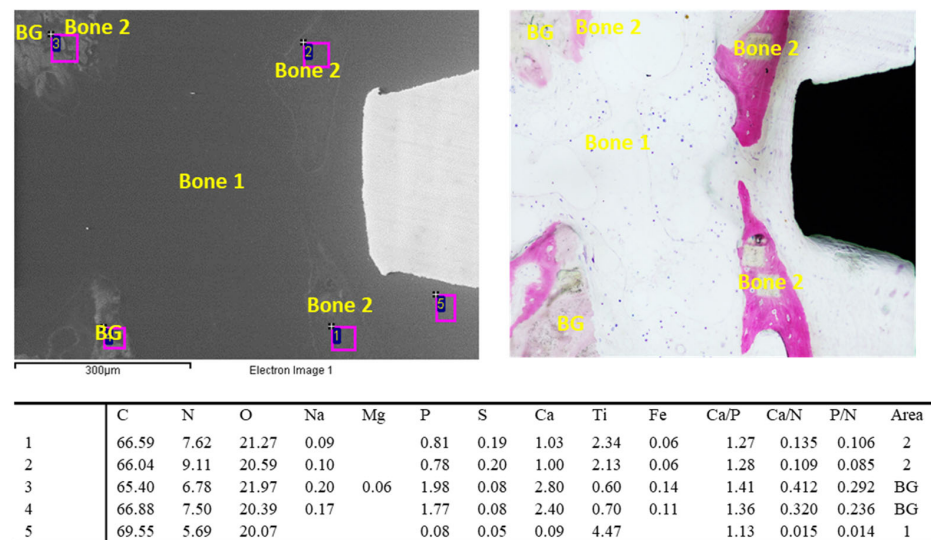 BG Bone 2
3
2
Bone 2
Bone 1
5
Bone 2
BG
1
300µm Electron Image 1
BG Bone 2
Bone 2
Bone 1
Bone 2
BG
C N O Na Mg P S Ca Ti Fe Ca/P Ca/N P/N Area
1 66.59 7.62 21.27 0.09 0.81 0.19 1.03 2.34 0.06 1.27 0.135 0.106 2
2 66.04 9.11 20.59 0.10 0.78 0.20 1.00 2.13 0.06 1.28 0.109 0.085 2
3 65.40 6.78 21.97 0.20 0.06 1.98 0.08 2.80 0.60 0.14 1.41 0.412 0.292 BG
4 66.88 7.50 20.39 0.17 1.77 0.08 2.40 0.70 0.11 1.36 0.320 0.236 BG
5 69.55 5.69 20.07 0.08 0.05 0.09 4.47 1.13 0.015 0.014 1